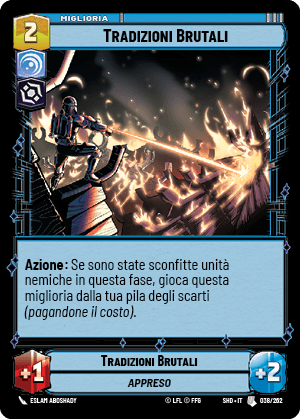 MIGLIORIA
2
TRADIZIONI BRUTALI
Azione: Se sono state sconfitte unità
nemiche in questa fase, gioca questa
miglioria dalla tua pila degli scarti
(pagandone il costo).
+1
TRADIZIONI BRUTALI
APPRESO
+2
ESLAM ABOSHADY
© LFL © FFG
SHD • IT
038/262